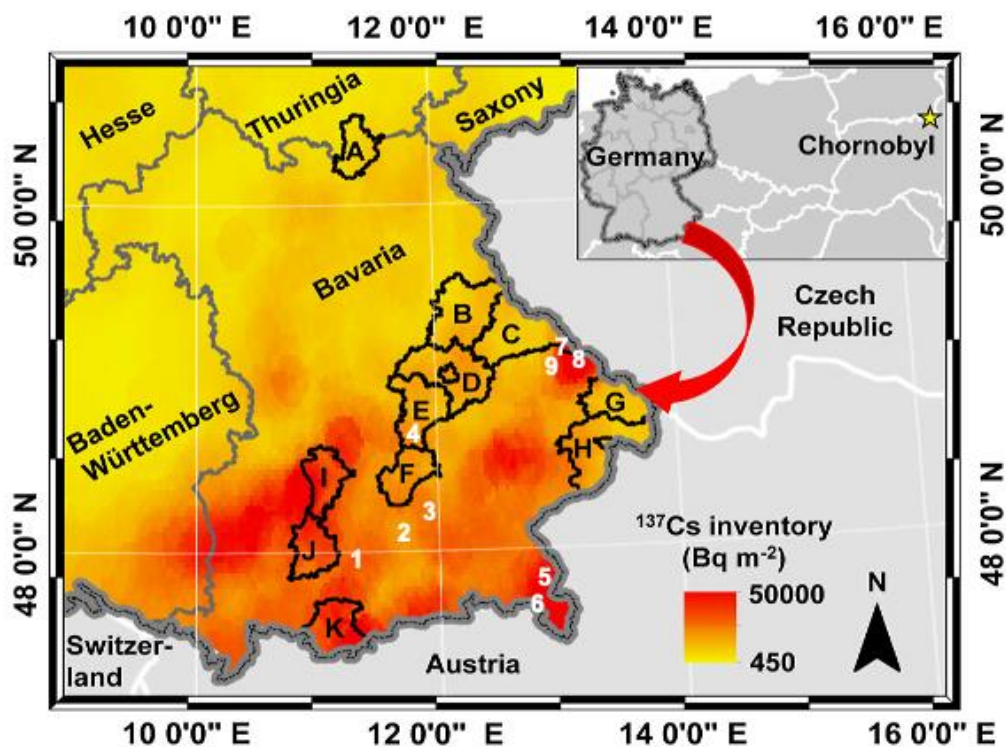 10 0'0" E
12 0'0" E
14 0'0" E
16 0'0" E
Hesse
Thuringia
Saxony
A
Germany
Chornobyl
50 0'0" N
50 0'0" N
Bavaria
Czech
Republic
B
C
7
8
9
D
E
G
4
Baden-
Württemberg
H
F
I
3
2
¹³⁷Cs inventory
(Bq m⁻²)
J
1
5
50000
N
6
48 0'0" N
48 0'0" N
K
Switzer-
land
Austria
450
10 0'0" E
12 0'0" E
14 0'0" E
16 0'0" E